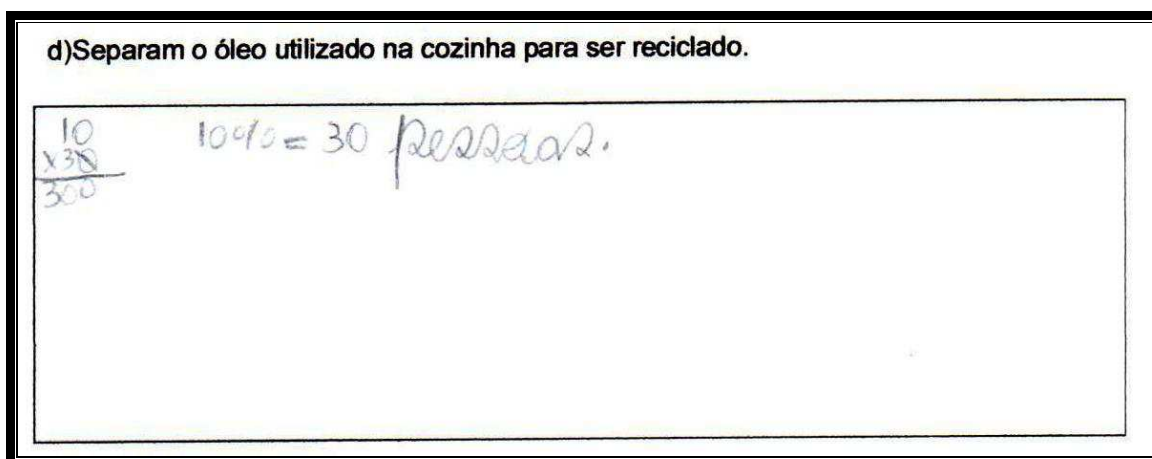 d)Separam o óleo utilizado na cozinha para ser reciclado.
10
x30
300
10% = 30 pessoas.